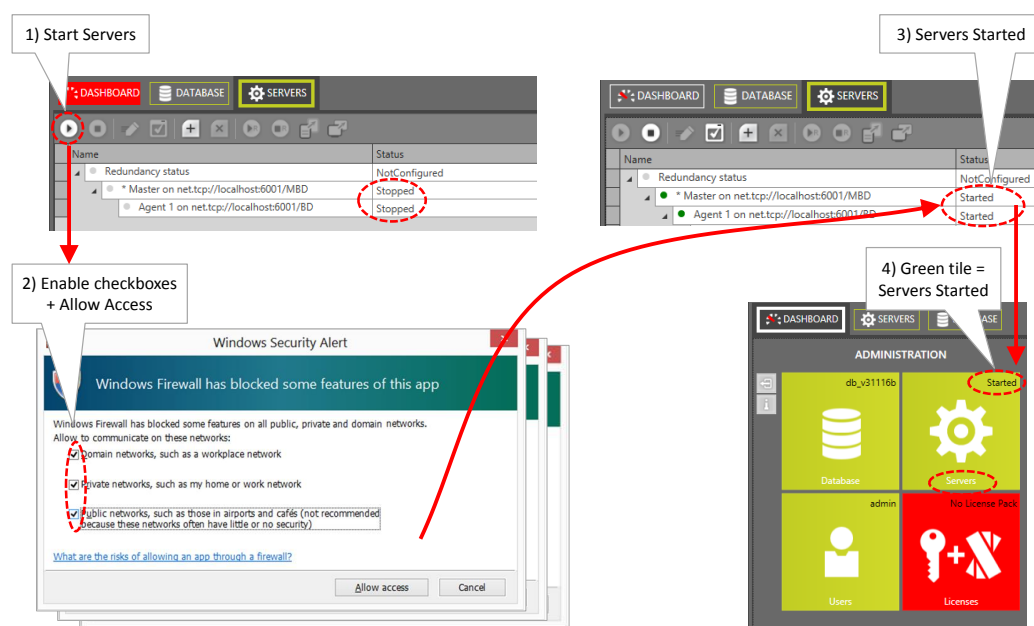 1) Start Servers
DASHBOARD
DATABASE
SERVERS
Name
Status
Redundancy status
NotConfigured
* Master on net.tcp://localhost:6001/MBD
Stopped
Agent 1 on net.tcp://localhost:6001/BD
Stopped
2) Enable checkboxes
+ Allow Access
Windows Security Alert
Windows Firewall has blocked some features of this app
Windows Firewall has blocked some features on all public, private and domain networks.
Allow to communicate on these networks:
Domain networks, such as a workplace network
Private networks, such as my home or work network
Public networks, such as those in airports and cafés (not recommended
because these networks often have little or no security)
What are the risks of allowing an app through a firewall?
Allow access
Cancel
3) Servers Started
DASHBOARD
DATABASE
SERVERS
Name
Status
Redundancy status
NotConfigured
* Master on net.tcp://localhost:6001/MBD
Started
Agent 1 on net.tcp://localhost:6001/BD
Started
4) Green tile =
Servers Started
DASHBOARD
SERVERS
ASE
ADMINISTRATION
db_v31116b
Started
Database
Servers
admin
No License Pack
Users
Licenses